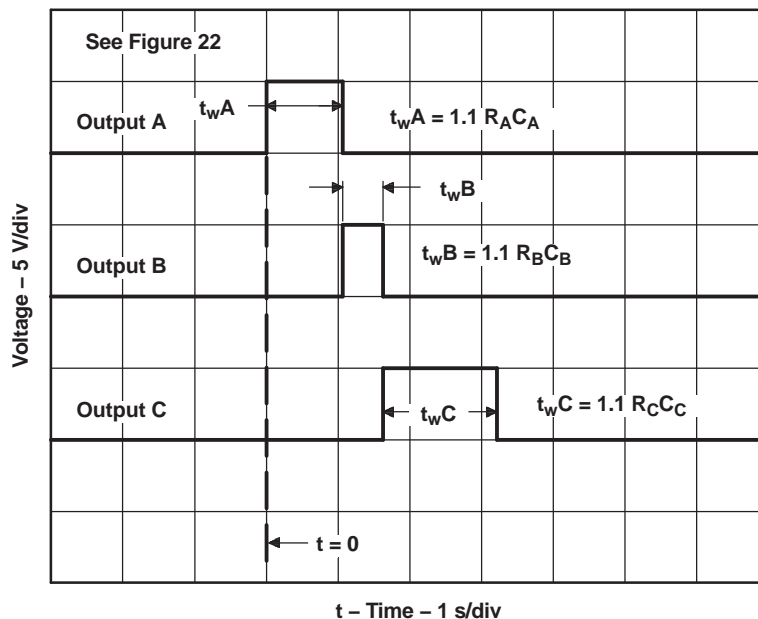 See Figure 22
twA
Output A
twA = 1.1 RACA
twB
Output B
twB = 1.1 RBCB
Output C
twC
twC = 1.1 RCCC
t = 0
Voltage – 5 V/div
t – Time – 1 s/div